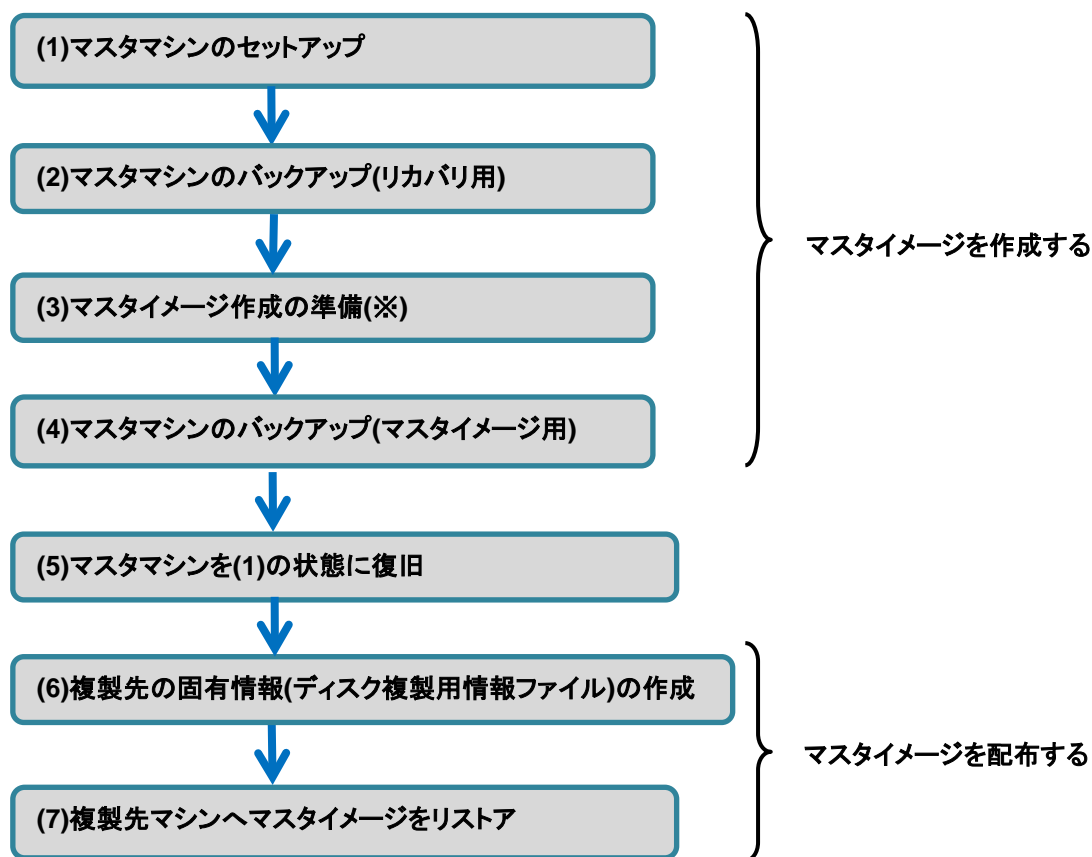 (1)マスタマシンのセットアップ
(2)マスタマシンのバックアップ(リカバリ用)
(3)マスタイメージ作成の準備(※)
(4)マスタマシンのバックアップ(マスタイメージ用)
マスタイメージを作成する
(5)マスタマシンを(1)の状態に復旧
(6)複製先の固有情報(ディスク複製用情報ファイル)の作成
(7)複製先マシンへマスタイメージをリストア
マスタイメージを配布する